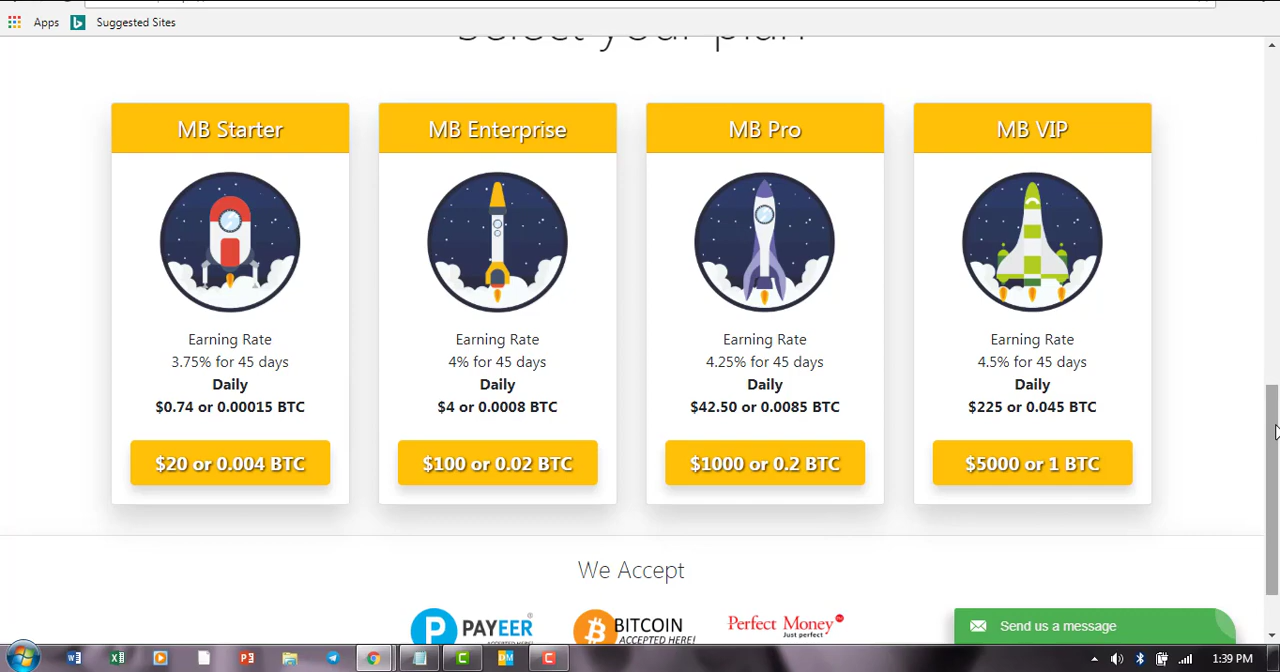 Apps Suggested Sites
Select your plan
MB Starter
Earning Rate
3.75% for 45 days
Daily
$0.74 or 0.00015 BTC
$20 or 0.004 BTC
MB Enterprise
Earning Rate
4% for 45 days
Daily
$4 or 0.0008 BTC
$100 or 0.02 BTC
MB Pro
Earning Rate
4.25% for 45 days
Daily
$42.50 or 0.0085 BTC
$1000 or 0.2 BTC
MB VIP
Earning Rate
4.5% for 45 days
Daily
$225 or 0.045 BTC
$5000 or 1 BTC
We Accept
PAYEER
BITCOIN
ACCEPTED HERE!
Perfect Money
Just perfect
Send us a message
1:39 PM